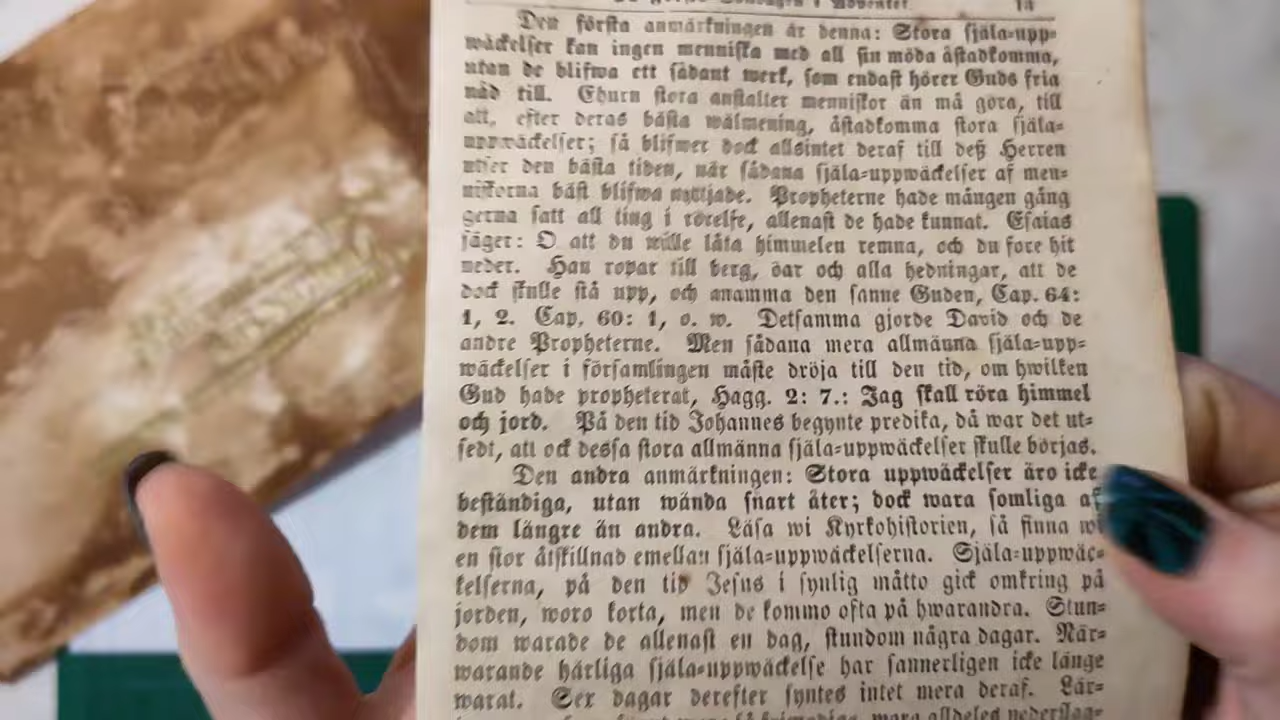 Söndagen i Adventet. 13
Den första anmärkningen är denna: Stora själa=upp=
wäckelser kan ingen menniska med all sin möda åstadkomma,
utan de blifwa ett sådant werk, som endast hörer Guds fria
nåd till. Ehuru stora anstalter menniskor än må göra, till
att, efter deras bästa wälmening, åstadkomma stora själa=
uppwäckelser; så blifwer dock allsintet deraf till deß Herren
utser den bästa tiden, när sådana själa=uppwäckelser af men=
niskorna bäst blifwa nyttjade. Propheterne hade mången gång
gerna satt all ting i rörelse, allenast de hade kunnat. Esaias
säger: O att du wille låta himmelen remna, och du fore hit
neder. Han ropar till berg, öar och alla hedningar, att de
dock skulle stå upp, och anamma den sanne Guden, Cap. 64:
1, 2. Cap. 60: 1, o. w. Detsamma gjorde David och de
andre Propheterne. Men sådana mera allmänna själa=upp=
wäckelser i församlingen måste dröja till den tid, om hwilken
Gud hade propheterat, Hagg. 2: 7.: Jag skall röra himmel
och jord. På den tid Johannes begynte predika, då war det ut=
sedt, att ock dessa stora allmänna själa=uppwäckelser skulle börjas.
Den andra anmärkningen: Stora uppwäckelser äro icke
beständiga, utan wända snart åter; dock wara somliga af
dem längre än andra. Läsa wi Kyrkohistorien, så finna wi
en stor åtskillnad emellan själa=uppwäckelserna. Själa=uppwäc=
kelserna, på den tid Jesus i synlig måtto gick omkring på
jorden, woro korta, men de kommo ofta på hwarandra. Stun=
dom warade de allenast en dag, stundom några dagar. När=
warande härliga själa=uppwäckelse har sannerligen icke länge
warat. Sex dagar derefter syntes intet mera deraf. Lär=
wara alldeles nederslag=